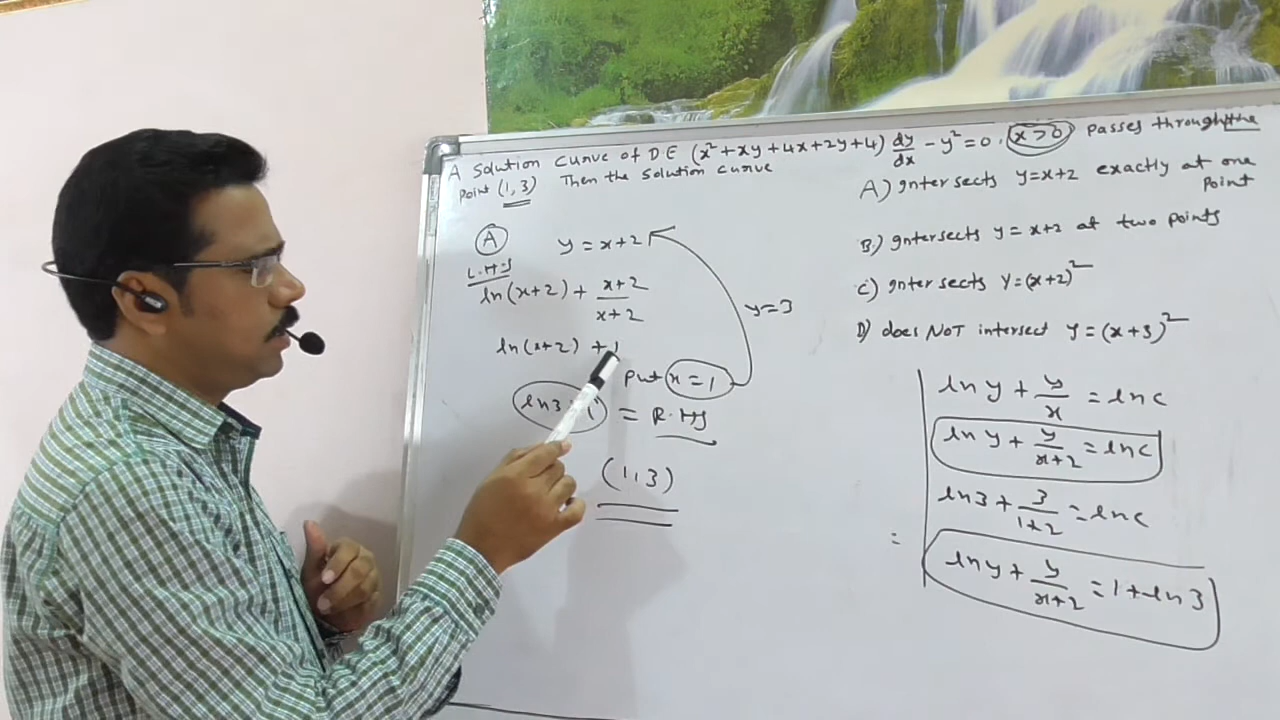 A solution curve of DE (x² + xy + 4x + 2y + 4) dy/dx - y² = 0, x > 0 passes through the
point (1, 3) Then the solution curve
A) Intersects y = x+2 exactly at one
point
B.) Intersects y = x+2 at two points
C) Intersects Y = (x+2)²
D) does NOT intersect y = (x+3)²
A y = x+2
L.H.S
ln(x+2) + x+2/x+2
y = 3
ln(x+2) + 1
Put x = 1
ln3 + 1 = R.H.S
(1, 3)
ln y + y/x = ln c
ln y + y/x+2 = ln c
ln 3 + 3/1+2 = ln c
=
ln y + y/x+2 = 1 + ln 3